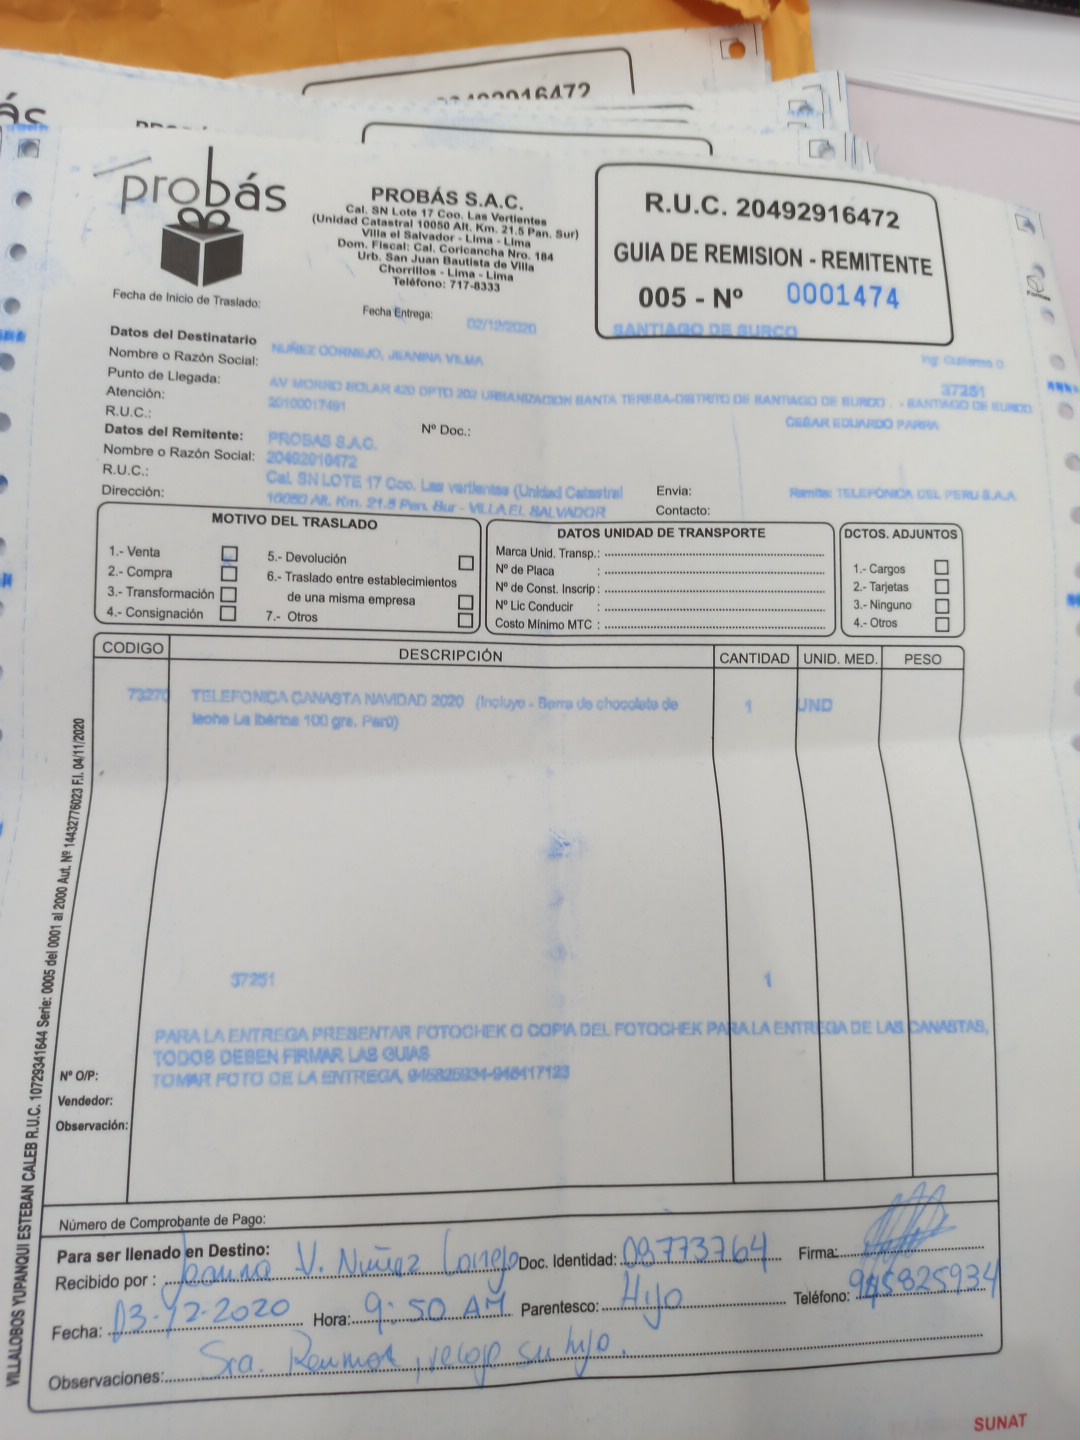 20492916472
probás
PROBÁS S.A.C.
Cal. SN Lote 17 Coo. Las Vertientes
(Unidad Catastral 10050 Alt. Km. 21.5 Pan. Sur)
Villa el Salvador - Lima - Lima
Dom. Fiscal: Cal. Coricancha Nro. 184
Urb. San Juan Bautista de Villa
Chorrillos - Lima - Lima
Teléfono: 717-8333
R.U.C. 20492916472
GUIA DE REMISION - REMITENTE
005 - Nº 0001474
SANTIAGO DE SURCO
Fecha de Inicio de Traslado:
Fecha Entrega: 02/12/2020
Datos del Destinatario
Nombre o Razón Social: NUÑEZ CORNEJO, JEANINA VILMA
37251
Punto de Llegada: AV MORRO SOLAR 420 DPTO 202 URBANIZACION SANTA TERESA-DISTRITO DE SANTIAGO DE SURCO . - SANTIAGO DE SURCO
Atención:
R.U.C.: 20100017491
Nº Doc.:
CESAR EDUARDO PARRA
Datos del Remitente:
Nombre o Razón Social: PROBAS S.A.C.
R.U.C.: 20492916472
Dirección: Cal. SN LOTE 17 Coo. Las vertientes (Unidad Catastral
10050 Alt. Km. 21.5 Pan. Sur - VILLA EL SALVADOR
Envia: Remite: TELEFÓNICA DEL PERU S.A.A
Contacto:
MOTIVO DEL TRASLADO
1.- Venta
2.- Compra
3.- Transformación
4.- Consignación
5.- Devolución
6.- Traslado entre establecimientos
de una misma empresa
7.- Otros
DATOS UNIDAD DE TRANSPORTE
Marca Unid. Transp.:
Nº de Placa :
Nº de Const. Inscrip :
Nº Lic Conducir :
Costo Mínimo MTC :
DCTOS. ADJUNTOS
1.- Cargos
2.- Tarjetas
3.- Ninguno
4.- Otros
CODIGO DESCRIPCIÓN CANTIDAD UNID. MED. PESO
73270 TELEFONICA CANASTA NAVIDAD 2020 (Incluye - Barra de chocolate de 1 UND
leche La Ibérica 100 grs. Perú)
37251 1
PARA LA ENTREGA PRESENTAR FOTOCHEK O COPIA DEL FOTOCHEK PARA LA ENTREGA DE LAS CANASTAS,
TODOS DEBEN FIRMAR LAS GUIAS
TOMAR FOTO DE LA ENTREGA, 945825934-948417123
Nº O/P:
Vendedor:
Observación:
VILLALOBOS YUPANQUI ESTEBAN CALEB R.U.C. 10729341644 Serie: 0005 del 0001 al 2000 Aut. Nº 14432776023 F.I. 04/11/2020
Número de Comprobante de Pago:
Para ser llenado en Destino:
Recibido por : Jeanina V. Nuñez Cornejo Doc. Identidad: 09773764 Firma:
Fecha: 03-12-2020 Hora: 9:50 AM Parentesco: Hijo Teléfono: 945825934
Observaciones: Sra. recoje su hijo.
SUNAT